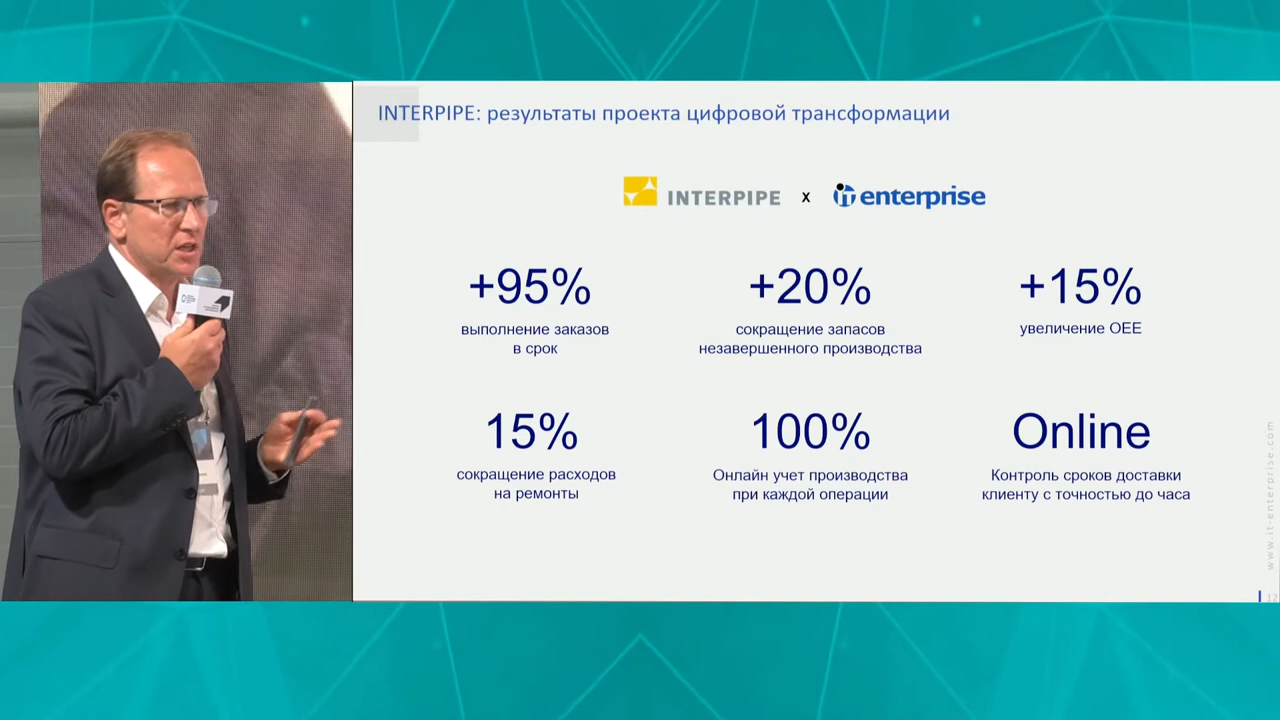 INTERPIPE: результаты проекта цифровой трансформации
INTERPIPE x it enterprise
+95%
выполнение заказов
в срок
+20%
сокращение запасов
незавершенного производства
+15%
увеличение OEE
15%
сокращение расходов
на ремонты
100%
Онлайн учет производства
при каждой операции
Online
Контроль сроков доставки
клиенту с точностью до часа
www.it-enterprise.com
12